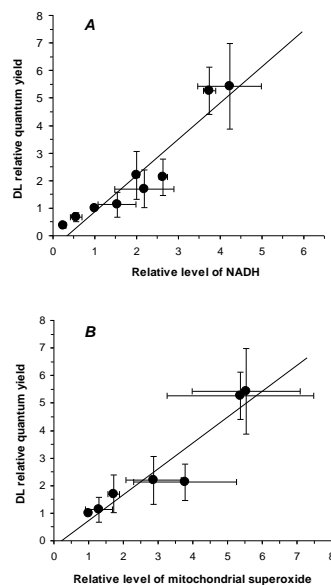 A
DL relative quantum yield
8
7
6
5
4
3
2
1
0
0 1 2 3 4 5 6 7
Relative level of NADH
B
DL relative quantum yield
8
7
6
5
4
3
2
1
0
0 1 2 3 4 5 6 7 8
Relative level of mitochondrial superoxide